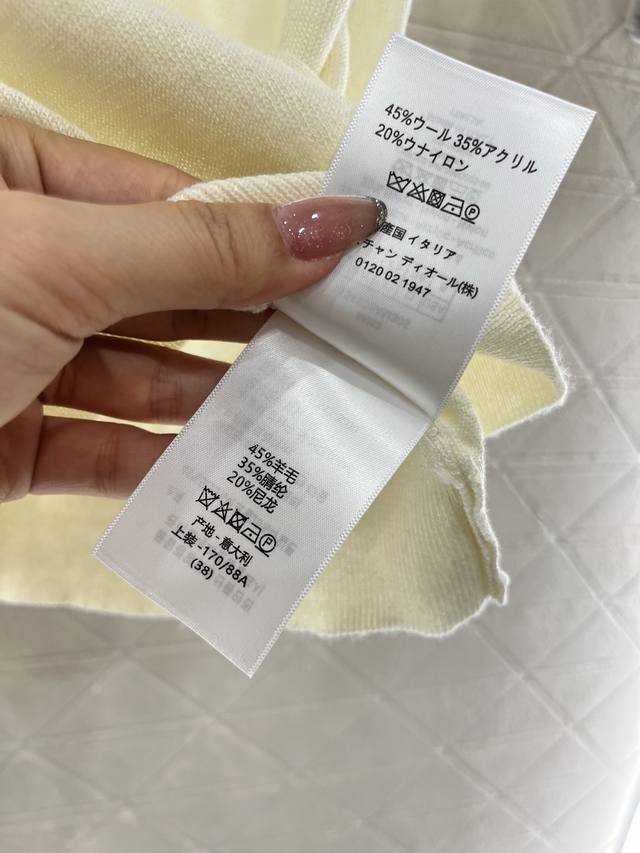 45%ウール 35%アクリル
20%ウナイロン
産国 イタリア
・チャン ディオール(株)
0120 02 1947
45%羊毛
35%腈纶
20%尼龙
产地 - 意大利
上装 -170/88A
(38)